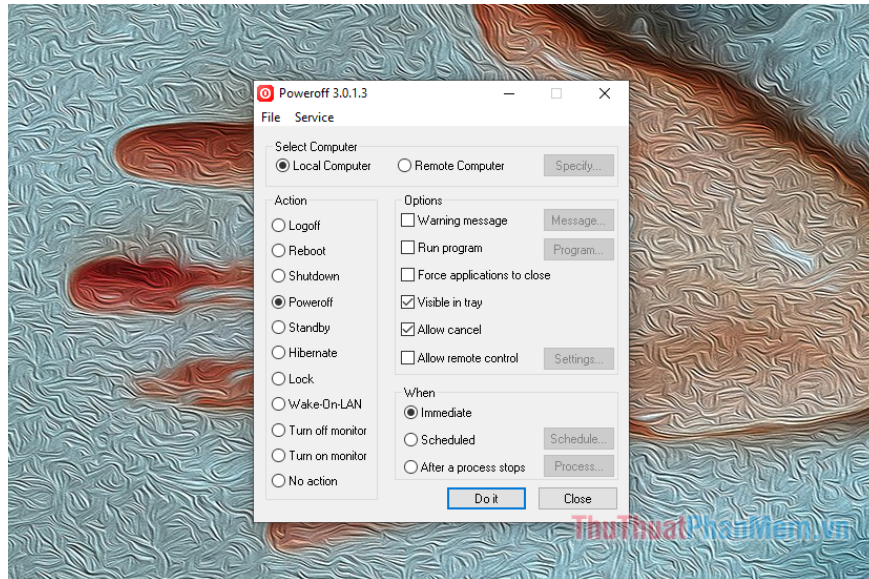 Poweroff 3.0.1.3
File Service
Select Computer
Local Computer Remote Computer Specify...
Action
Logoff
Reboot
Shutdown
Poweroff
Standby
Hibernate
Lock
Wake-On-LAN
Turn off monitor
Turn on monitor
No action
Options
Warning message Message...
Run program Program...
Force applications to close
Visible in tray
Allow cancel
Allow remote control Settings...
When
Immediate
Scheduled Schedule...
After a process stops Process...
Do it Close
ThuThuatPhanMem.vn